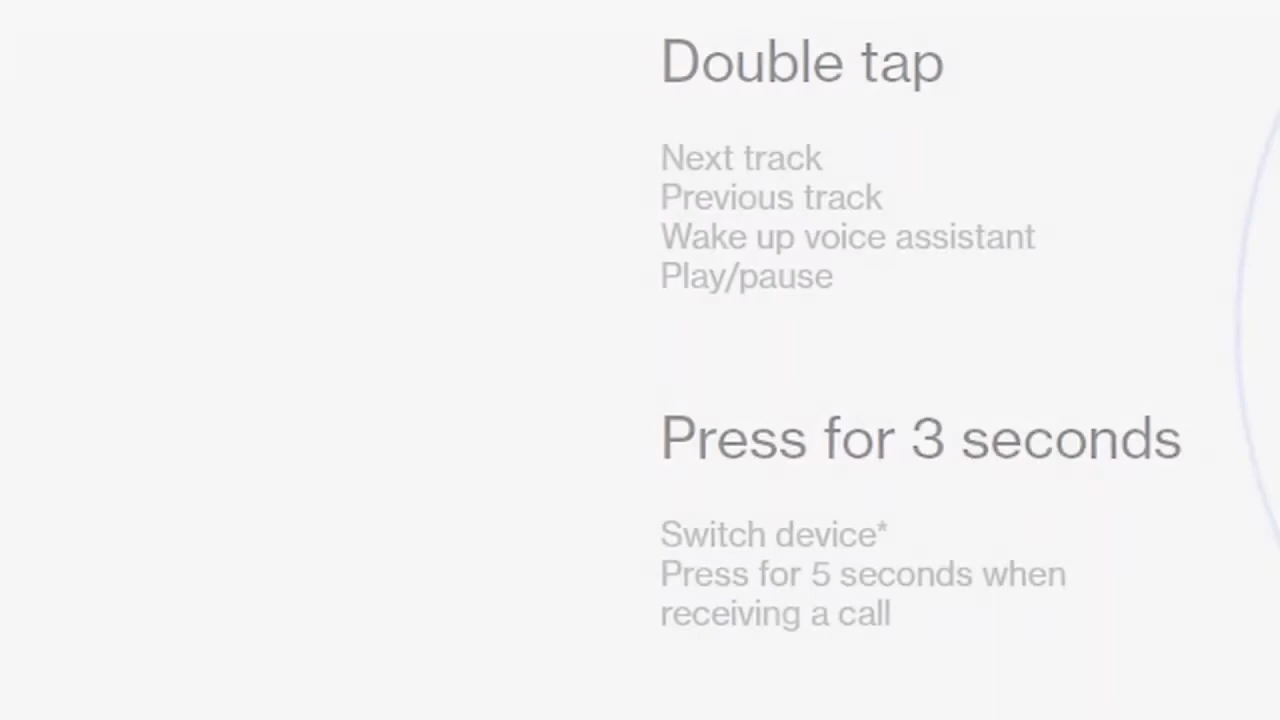 Double tap
Next track
Previous track
Wake up voice assistant
Play/pause
Press for 3 seconds
Switch device*
Press for 5 seconds when
receiving a call